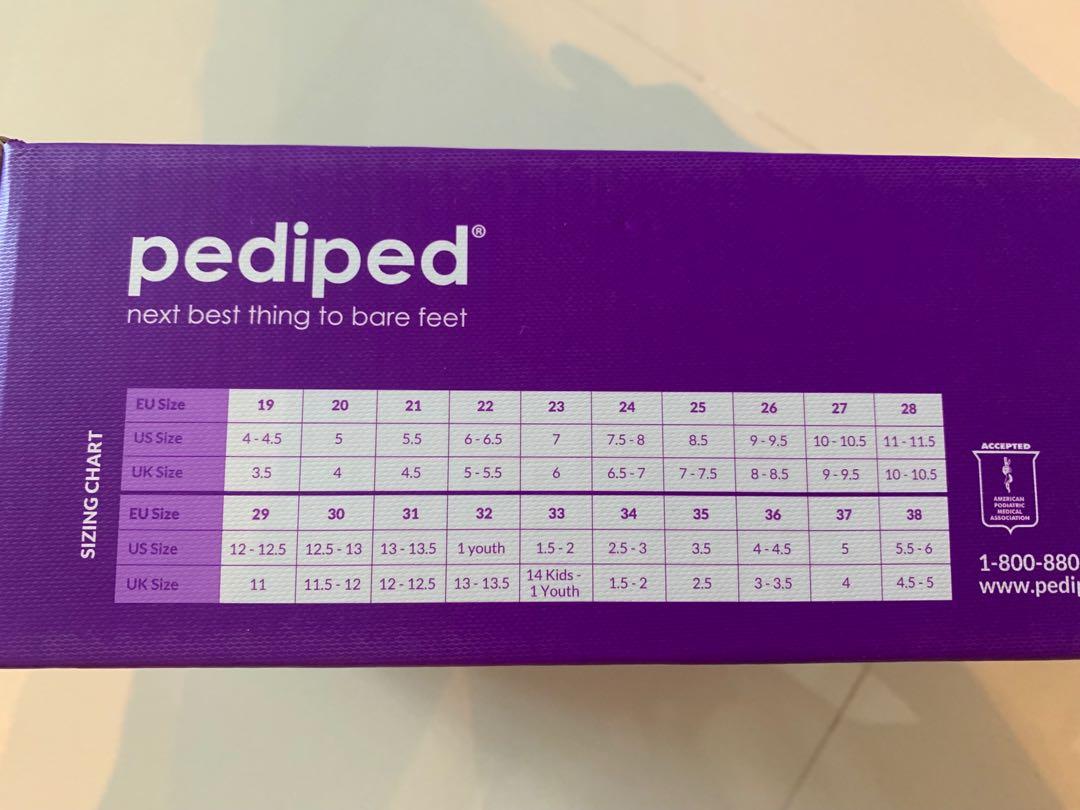 pediped®
next best thing to bare feet
SIZING CHART
EU Size 19 20 21 22 23 24 25 26 27 28
US Size 4 - 4.5 5 5.5 6 - 6.5 7 7.5 - 8 8.5 9 - 9.5 10 - 10.5 11 - 11.5
UK Size 3.5 4 4.5 5 - 5.5 6 6.5 - 7 7 - 7.5 8 - 8.5 9 - 9.5 10 - 10.5
EU Size 29 30 31 32 33 34 35 36 37 38
US Size 12 - 12.5 12.5 - 13 13 - 13.5 1 youth 1.5 - 2 2.5 - 3 3.5 4 - 4.5 5 5.5 - 6
UK Size 11 11.5 - 12 12 - 12.5 13 - 13.5 14 Kids - 1 Youth 1.5 - 2 2.5 3 - 3.5 4 4.5 - 5
ACCEPTED
AMERICAN
PODIATRIC
MEDICAL
ASSOCIATION
1-800-880
www.pedip